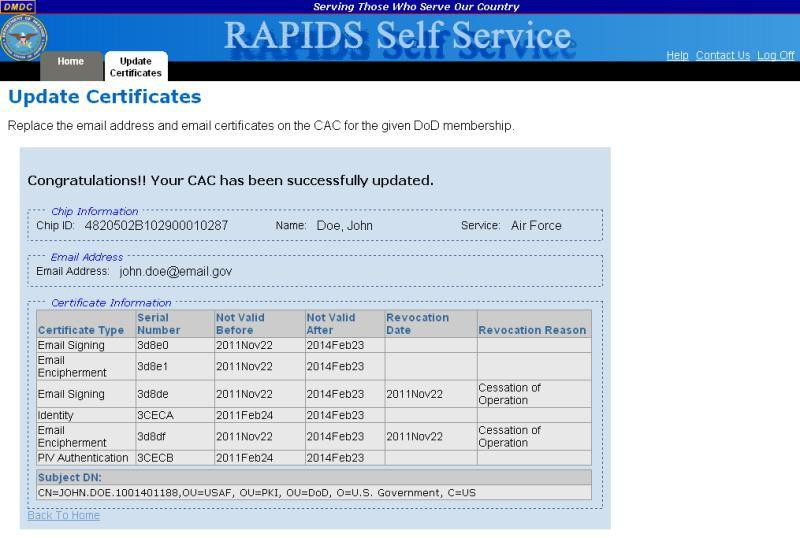 DMDC
Serving Those Who Serve Our Country
RAPIDS Self Service
Help Contact Us Log Off
Home
Update
Certificates
Update Certificates
Replace the email address and email certificates on the CAC for the given DoD membership.
Congratulations!! Your CAC has been successfully updated.
Chip Information
Chip ID: 4820502B102900010287 Name: Doe, John Service: Air Force
Email Address
Email Address: john.doe@email.gov
Certificate Information
Certificate Type Serial Number Not Valid Before Not Valid After Revocation Date Revocation Reason
Email Signing 3d8e0 2011Nov22 2014Feb23
Email Encipherment 3d8e1 2011Nov22 2014Feb23
Email Signing 3d8de 2011Nov22 2014Feb23 2011Nov22 Cessation of Operation
Identity 3CECA 2011Feb24 2014Feb23
Email Encipherment 3d8df 2011Nov22 2014Feb23 2011Nov22 Cessation of Operation
PIV Authentication 3CECB 2011Feb24 2014Feb23
Subject DN:
CN=JOHN.DOE.1001401188,OU=USAF, OU=PKI, OU=DoD, O=U.S. Government, C=US
Back To Home